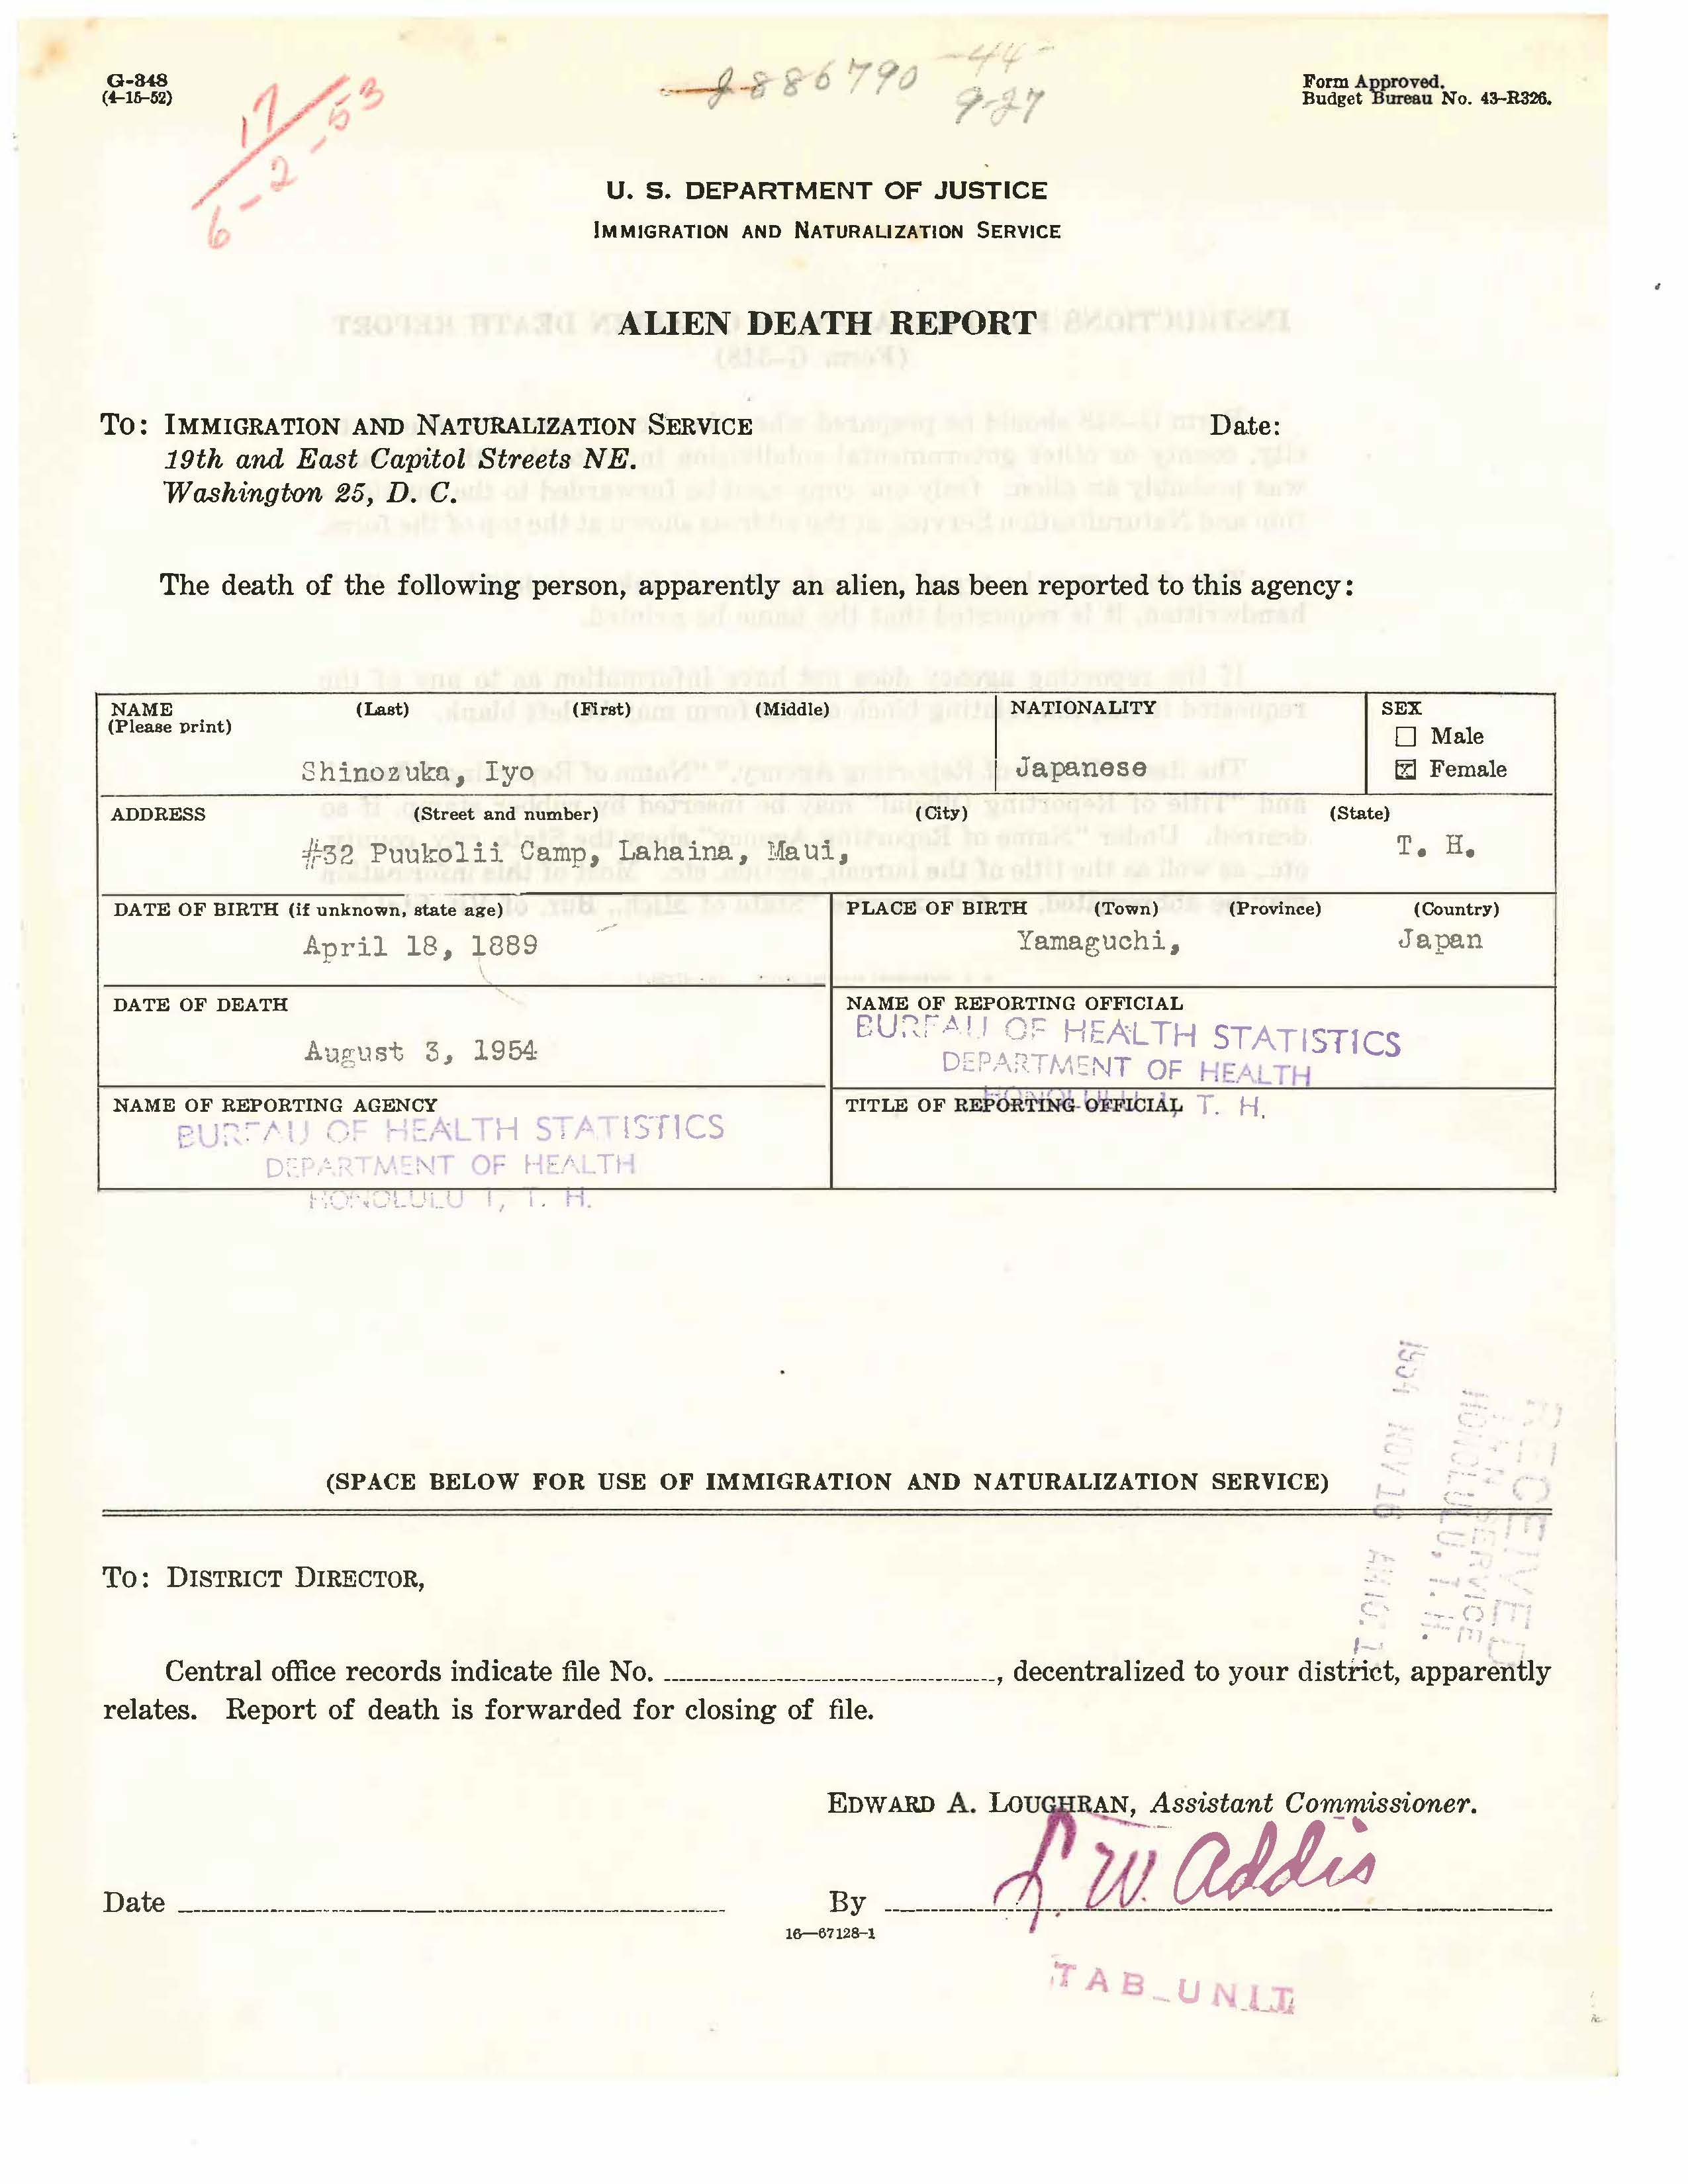 G-348
(4-15-52)
17
6-2-53
2886790 -44-
9-27
Form Approved.
Budget Bureau No. 43-R326.
U. S. DEPARTMENT OF JUSTICE
IMMIGRATION AND NATURALIZATION SERVICE
ALIEN DEATH REPORT
To: IMMIGRATION AND NATURALIZATION SERVICE Date:
19th and East Capitol Streets NE.
Washington 25, D. C.
The death of the following person, apparently an alien, has been reported to this agency:
NAME (Last) (First) (Middle) NATIONALITY SEX
(Please print)
☐ Male
Shinozuka, Iyo Japanese ☒ Female
ADDRESS (Street and number) (City) (State)
#32 Puukolii Camp, Lahaina, Maui, T. H.
DATE OF BIRTH (if unknown, state age) PLACE OF BIRTH (Town) (Province) (Country)
April 18, 1889 Yamaguchi, Japan
DATE OF DEATH NAME OF REPORTING OFFICIAL
BUREAU OF HEALTH STATISTICS
August 3, 1954 DEPARTMENT OF HEALTH
HONOLULU 1, T. H.
NAME OF REPORTING AGENCY TITLE OF REPORTING OFFICIAL
BUREAU OF HEALTH STATISTICS
DEPARTMENT OF HEALTH
HONOLULU 1, T. H.
RECEIVED
SERVICE
HONOLULU, T. H.
1954 NOV 16 AM 10:1
(SPACE BELOW FOR USE OF IMMIGRATION AND NATURALIZATION SERVICE)
To: DISTRICT DIRECTOR,
Central office records indicate file No. , decentralized to your district, apparently
relates. Report of death is forwarded for closing of file.
EDWARD A. LOUGHRAN, Assistant Commissioner.
Date By L. W. Addis
16—67128-1
TAB_UNIT